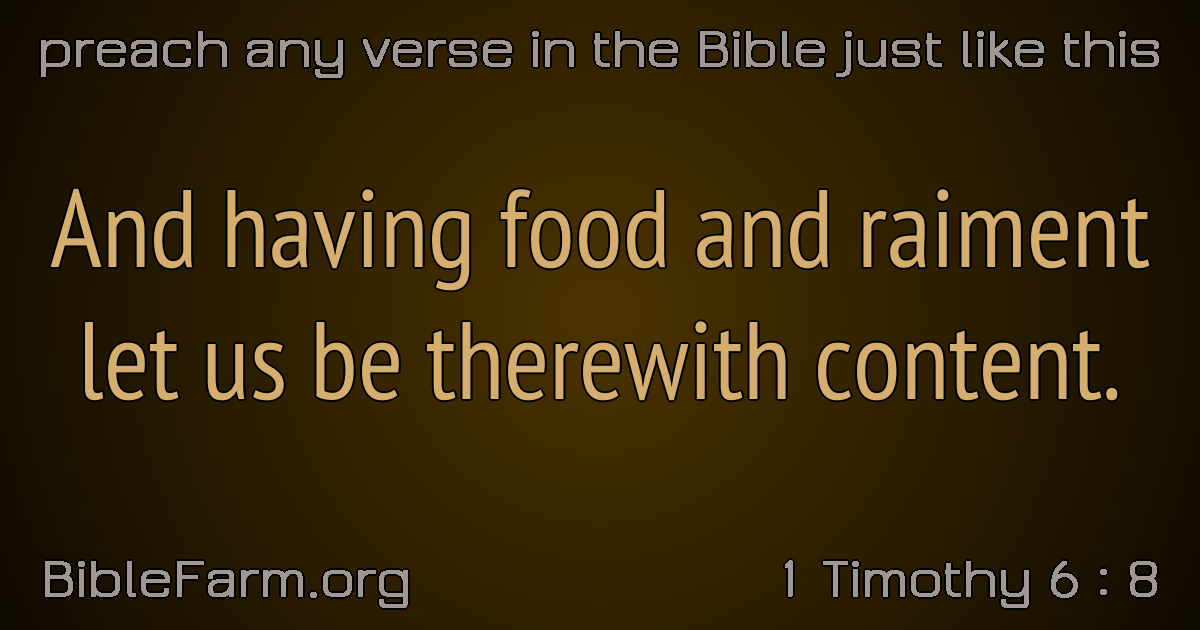 preach any verse in the Bible just like this
And having food and raiment
let us be therewith content.
BibleFarm.org
1 Timothy 6 : 8